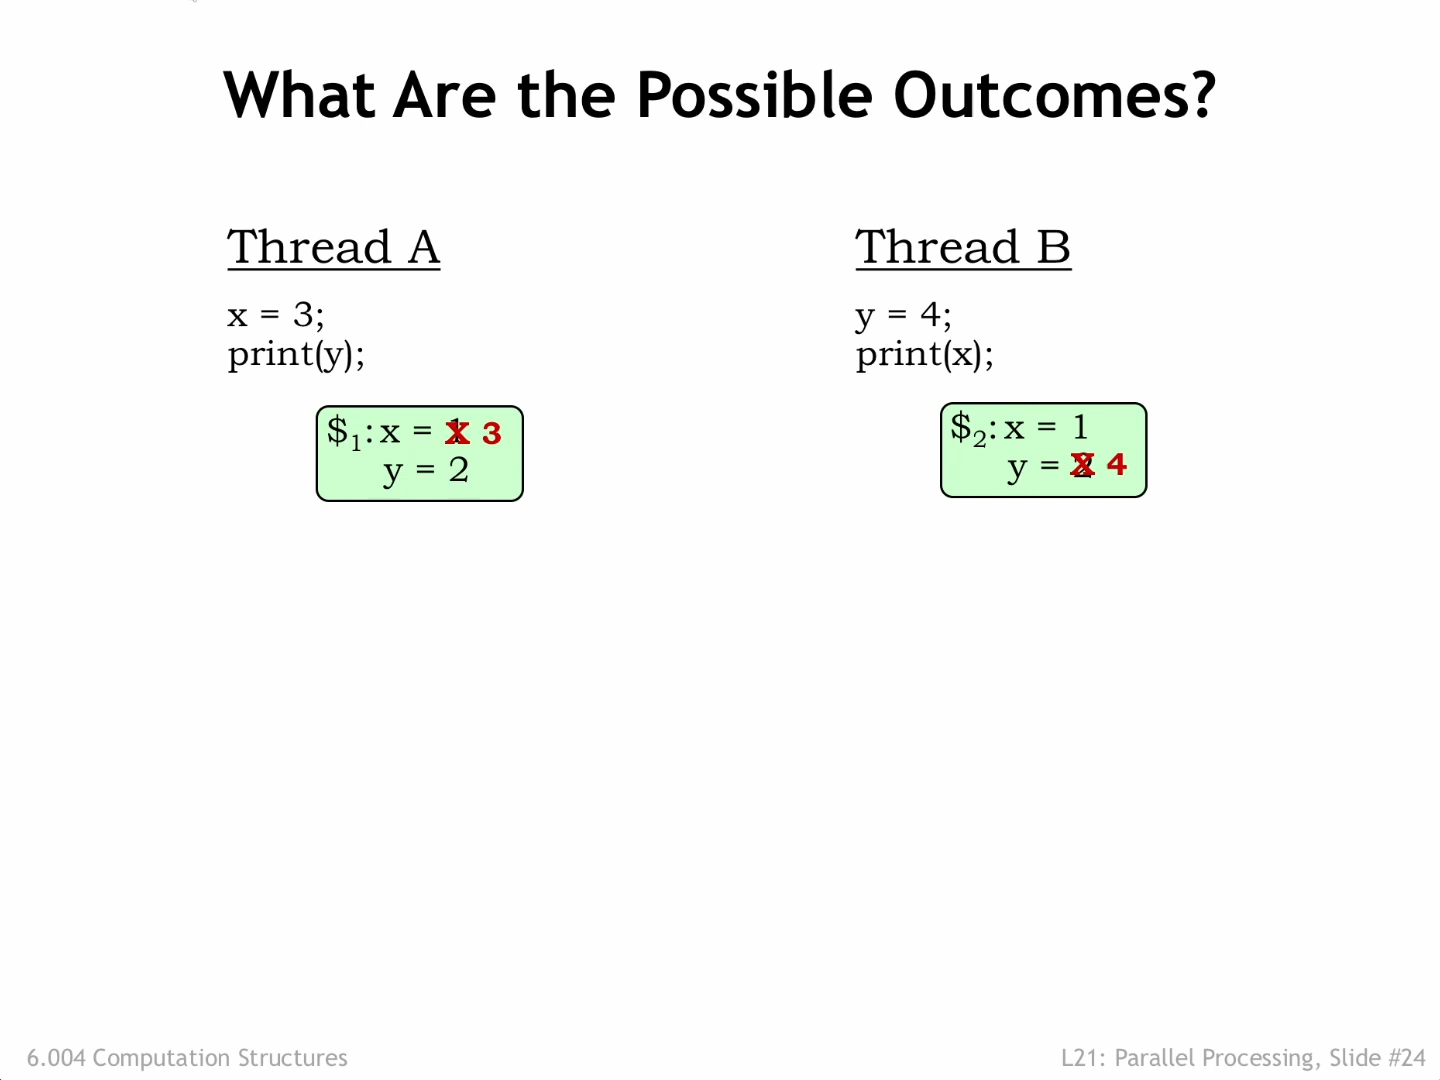 What Are the Possible Outcomes?
Thread A
x = 3;
print(y);
$1: x = 1 X 3
y = 2
Thread B
y = 4;
print(x);
$2: x = 1
y = 2 X 4
6.004 Computation Structures
L21: Parallel Processing, Slide #24